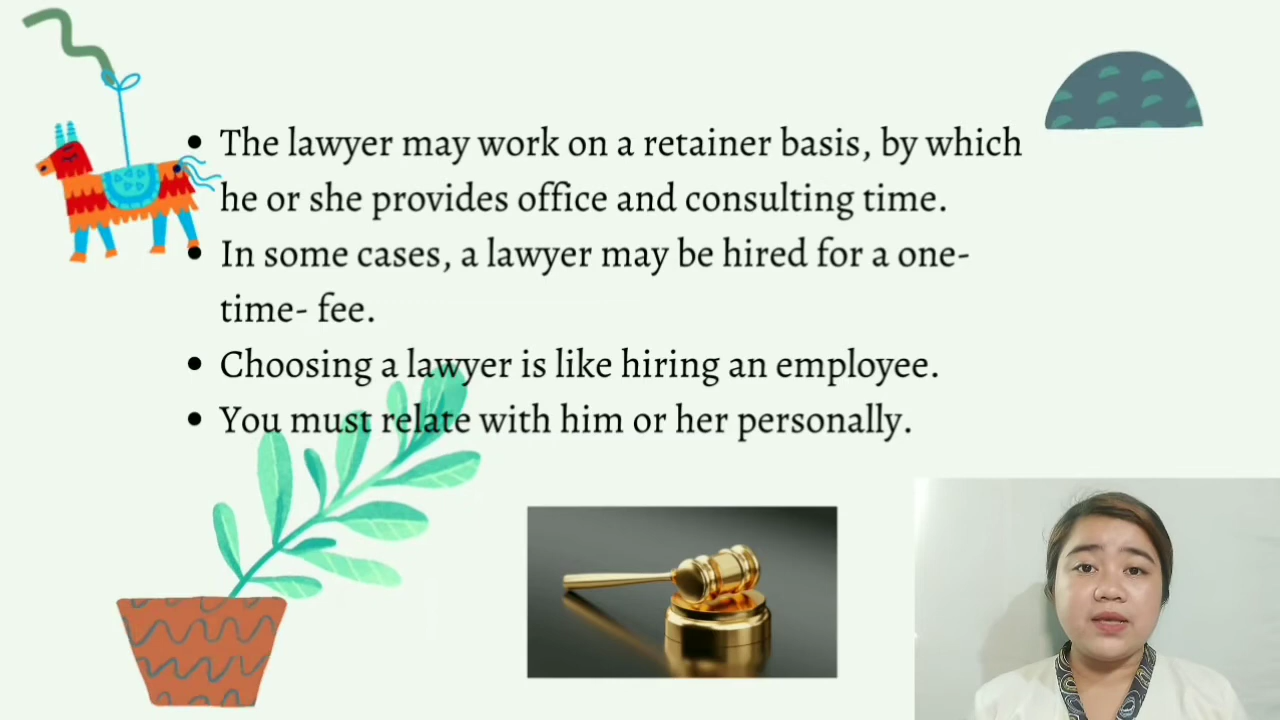 The lawyer may work on a retainer basis, by which
he or she provides office and consulting time.
In some cases, a lawyer may be hired for a one-
time- fee.
Choosing a lawyer is like hiring an employee.
You must relate with him or her personally.